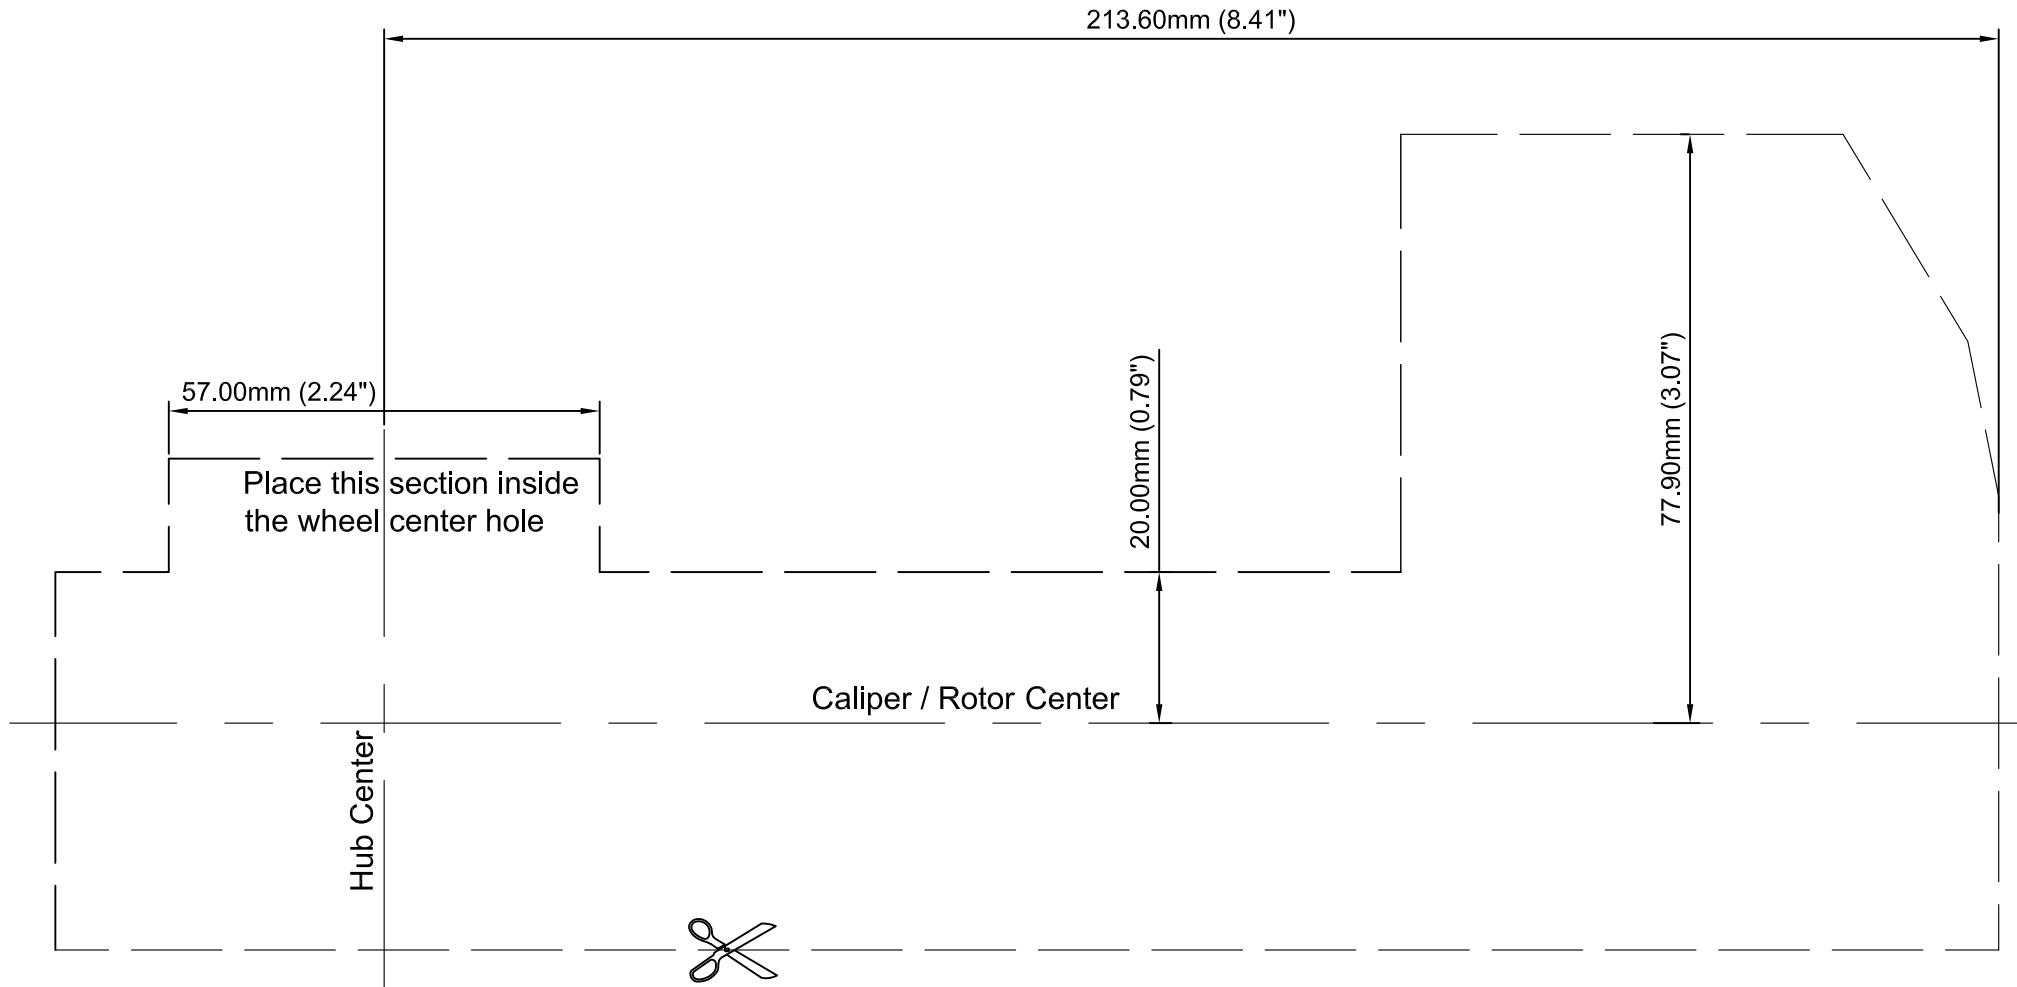 213.60mm (8.41")
57.00mm (2.24")
20.00mm (0.79")
77.90mm (3.07")
Place this section inside
the wheel center hole
Caliper / Rotor Center
Hub Center